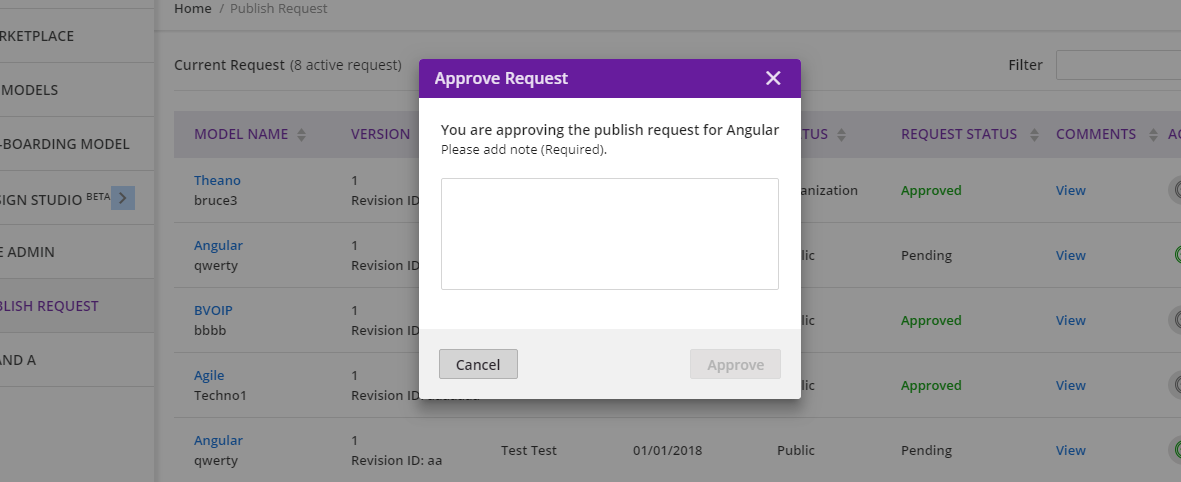 Home / Publish Request
RKETPLACE
MODELS
-BOARDING MODEL
SIGN STUDIO BETA
E ADMIN
BLISH REQUEST
AND A
Current Request (8 active request)
Filter
Approve Request
You are approving the publish request for Angular
Please add note (Required).
Cancel
Approve
MODEL NAME VERSION TUS REQUEST STATUS COMMENTS AC
Theano 1 anization Approved View
bruce3 Revision ID
Angular 1 lic Pending View
qwerty Revision ID
BVOIP 1 lic Approved View
bbbb Revision ID
Agile 1 lic Approved View
Techno1 Revision ID:
Angular 1 Test Test 01/01/2018 Public Pending View
qwerty Revision ID: aa